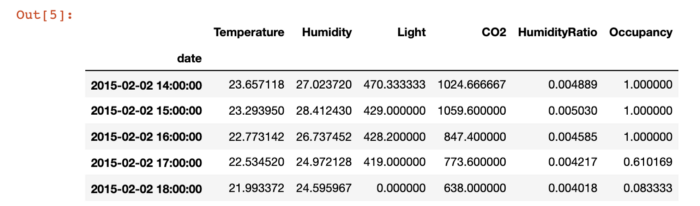 Out[5]:
Temperature Humidity Light CO2 HumidityRatio Occupancy
date
2015-02-02 14:00:00 23.657118 27.023720 470.333333 1024.666667 0.004889 1.000000
2015-02-02 15:00:00 23.293950 28.412430 429.000000 1059.600000 0.005030 1.000000
2015-02-02 16:00:00 22.773142 26.737452 428.200000 847.400000 0.004585 1.000000
2015-02-02 17:00:00 22.534520 24.972128 419.000000 773.600000 0.004217 0.610169
2015-02-02 18:00:00 21.993372 24.595967 0.000000 638.000000 0.004018 0.083333